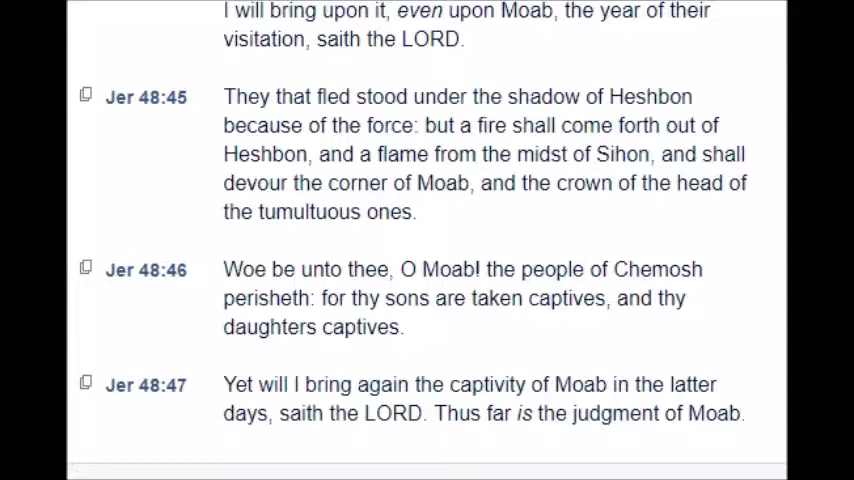 I will bring upon it, even upon Moab, the year of their
visitation, saith the LORD.
Jer 48:45 They that fled stood under the shadow of Heshbon
because of the force: but a fire shall come forth out of
Heshbon, and a flame from the midst of Sihon, and shall
devour the corner of Moab, and the crown of the head of
the tumultuous ones.
Jer 48:46 Woe be unto thee, O Moab! the people of Chemosh
perisheth: for thy sons are taken captives, and thy
daughters captives.
Jer 48:47 Yet will I bring again the captivity of Moab in the latter
days, saith the LORD. Thus far is the judgment of Moab.